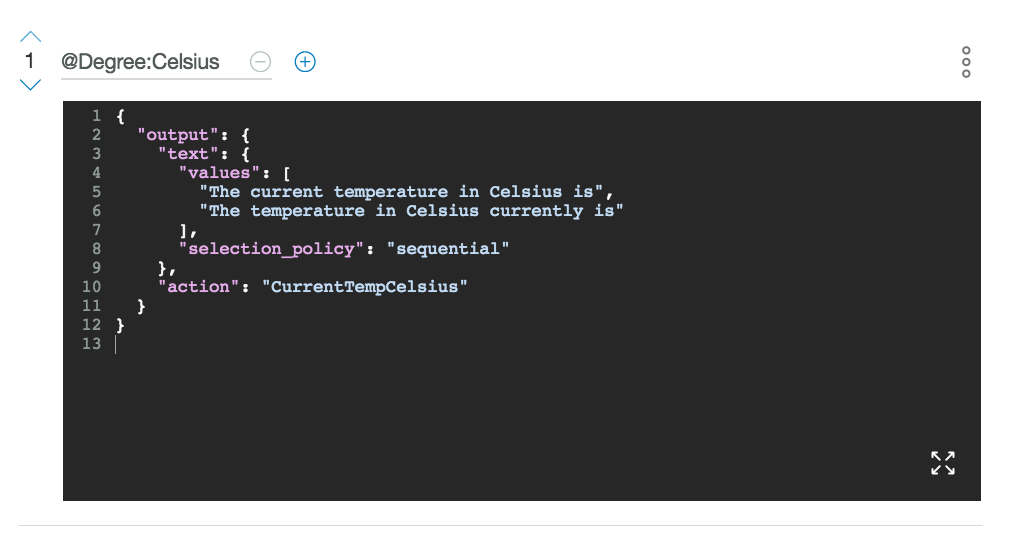 1 @Degree:Celsius
1 {
2 "output": {
3 "text": {
4 "values": [
5 "The current temperature in Celsius is",
6 "The temperature in Celsius currently is"
7 ],
8 "selection_policy": "sequential"
9 },
10 "action": "CurrentTempCelsius"
11 }
12 }
13